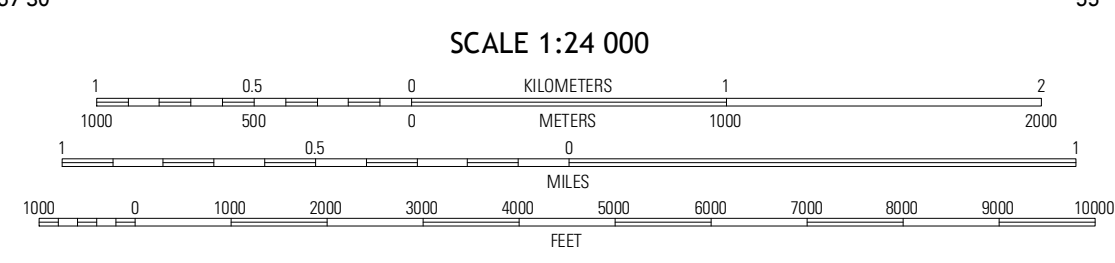 SCALE 1:24 000
1 0.5 0 KILOMETERS 1 2
1000 500 0 METERS 1000 2000
1 0.5 0 1
MILES
1000 0 1000 2000 3000 4000 5000 6000 7000 8000 9000 10000
FEET